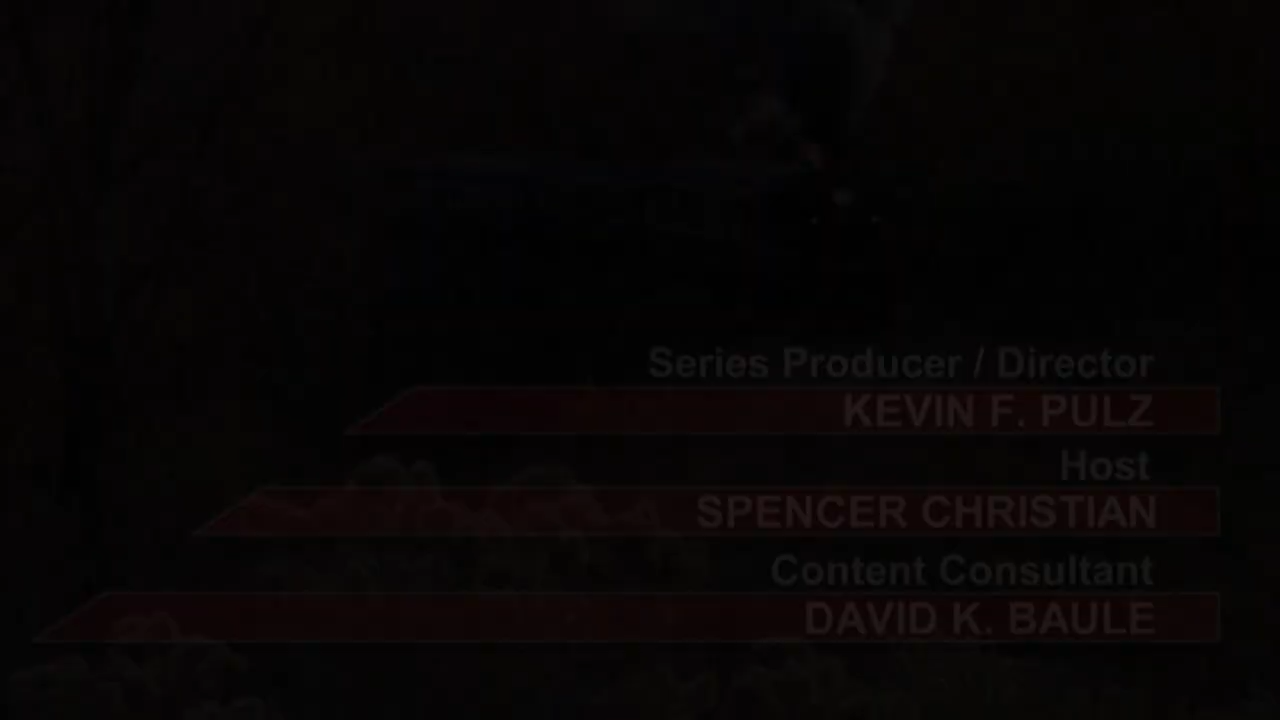 Series Producer / Director
KEVIN F. PULZ
Host
SPENCER CHRISTIAN
Content Consultant
DAVID K. BAULE